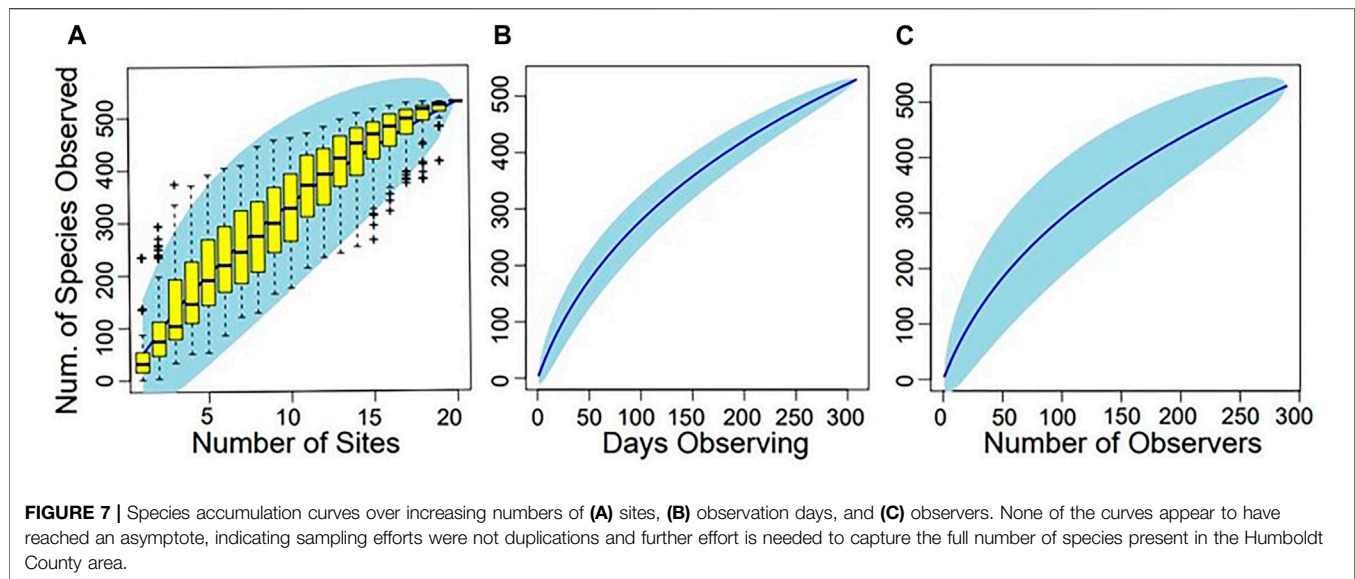 A
B
C
Num. of Species Observed
500
400
300
200
100
0
5 10 15 20
Number of Sites
500
400
300
200
100
0
0 50 100 150 200 250 300
Days Observing
500
400
300
200
100
0
0 50 100 150 200 250 300
Number of Observers
FIGURE 7 | Species accumulation curves over increasing numbers of (A) sites, (B) observation days, and (C) observers. None of the curves appear to have
reached an asymptote, indicating sampling efforts were not duplications and further effort is needed to capture the full number of species present in the Humboldt
County area.